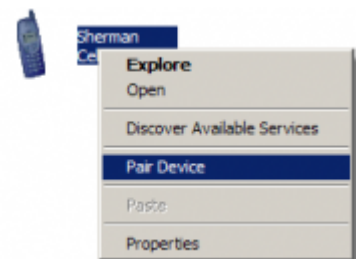 Sherman
Explore
Open
Discover Available Services
Pair Device
Paste
Properties